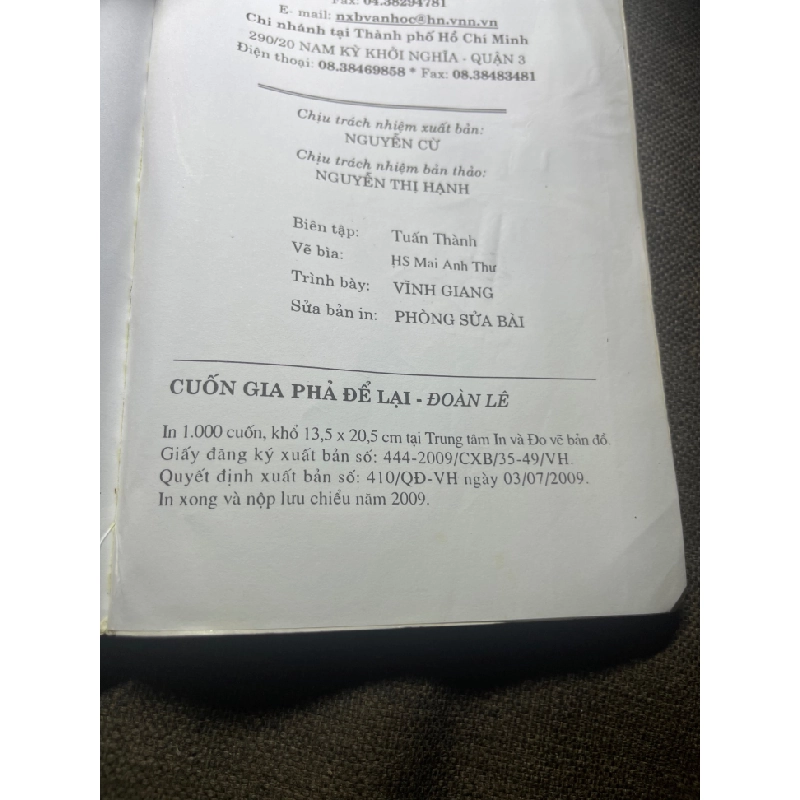 Fax: 04.38294781
E- mail: nxbvanhoc@hn.vnn.vn
Chi nhánh tại Thành phố Hồ Chí Minh
290/20 NAM KỲ KHỞI NGHĨA - QUẬN 3
Điện thoại: 08.38469858 * Fax: 08.38483481
Chịu trách nhiệm xuất bản:
NGUYỄN CỪ
Chịu trách nhiệm bản thảo:
NGUYỄN THỊ HẠNH
Biên tập: Tuấn Thành
Vẽ bìa: HS Mai Anh Thư
Trình bày: VĨNH GIANG
Sửa bản in: PHÒNG SỬA BÀI
CUỐN GIA PHẢ ĐỂ LẠI - ĐOÀN LÊ
In 1.000 cuốn, khổ 13,5 x 20,5 cm tại Trung tâm In và Đo vẽ bản đồ.
Giấy đăng ký xuất bản số: 444-2009/CXB/35-49/VH.
Quyết định xuất bản số: 410/QĐ-VH ngày 03/07/2009.
In xong và nộp lưu chiểu năm 2009.